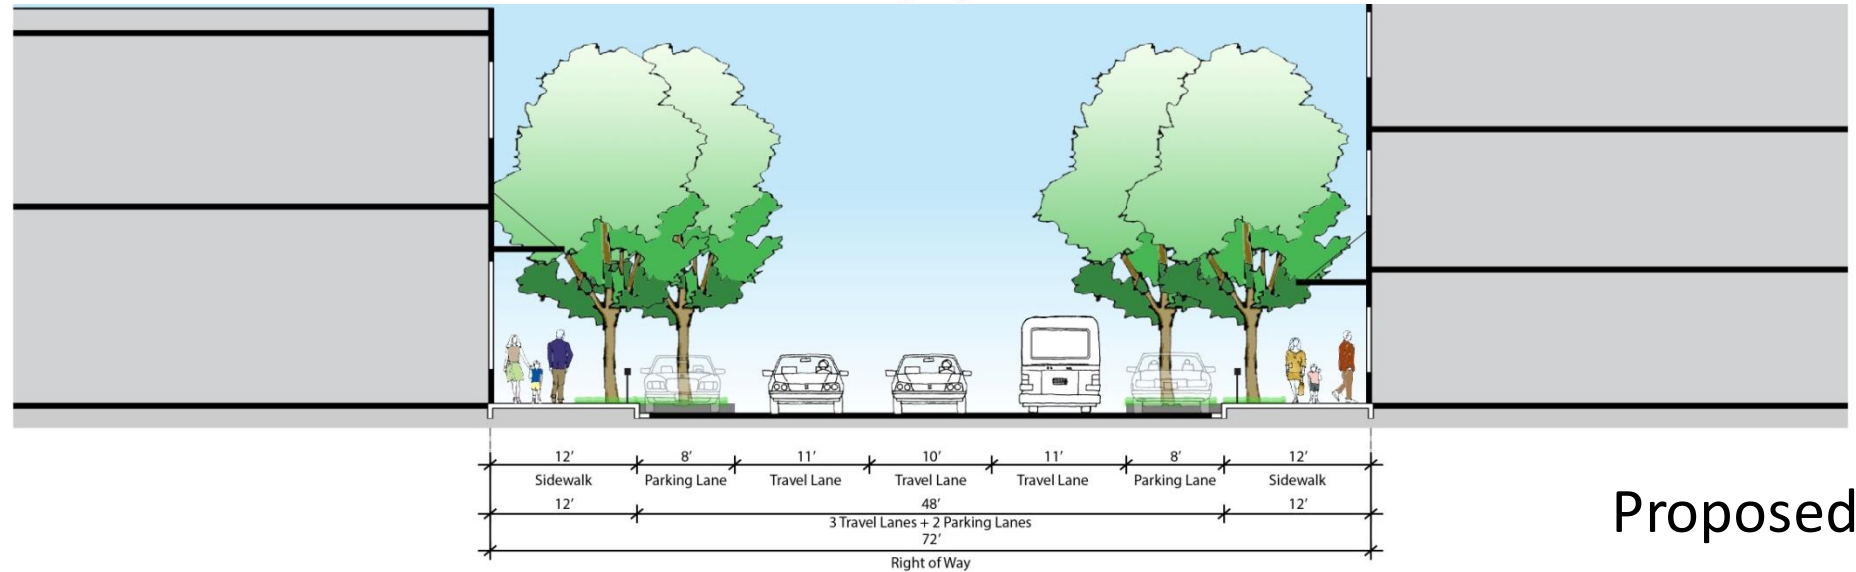 12’ 8’ 11’ 10’ 11’ 8’ 12’
Sidewalk Parking Lane Travel Lane Travel Lane Travel Lane Parking Lane Sidewalk
12’ 48’ 12’
3 Travel Lanes + 2 Parking Lanes
72’
Right of Way
Proposed